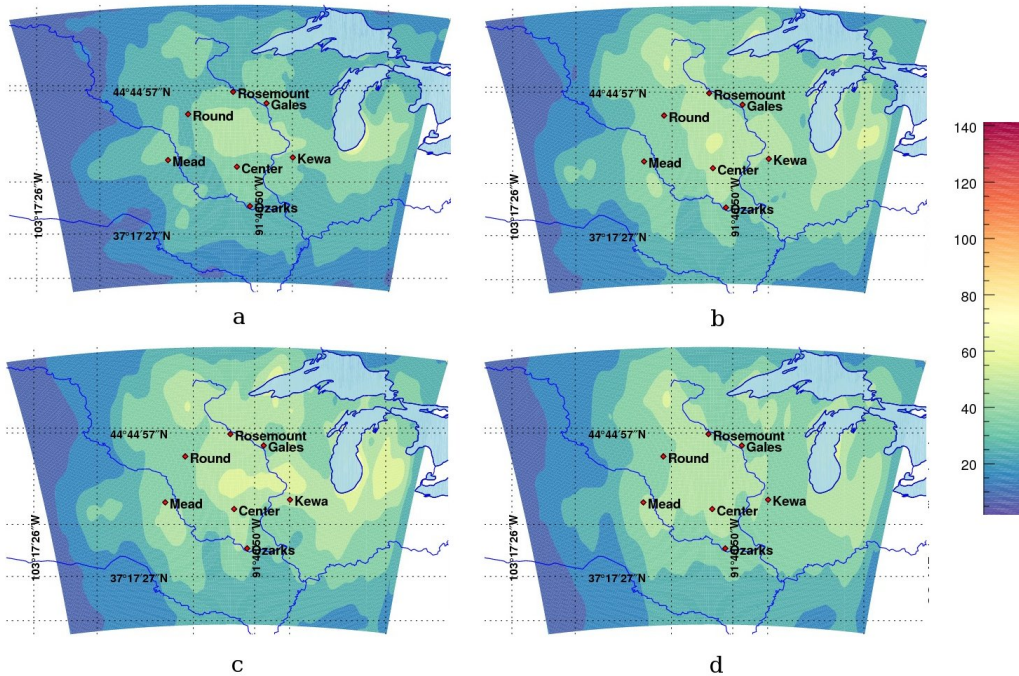 44°44'57"N
Rosemount
Gales
Round
Mead
Center
Kewa
Ozarks
103°17'26"W
91°40'50"W
37°17'27"N
a
44°44'57"N
Rosemount
Gales
Round
Mead
Center
Kewa
Ozarks
103°17'26"W
91°40'50"W
37°17'27"N
b
44°44'57"N
Rosemount
Gales
Round
Mead
Center
Kewa
Ozarks
103°17'26"W
91°40'50"W
37°17'27"N
c
44°44'57"N
Rosemount
Gales
Round
Mead
Center
Kewa
Ozarks
103°17'26"W
91°40'50"W
37°17'27"N
d
140
120
100
80
60
40
20